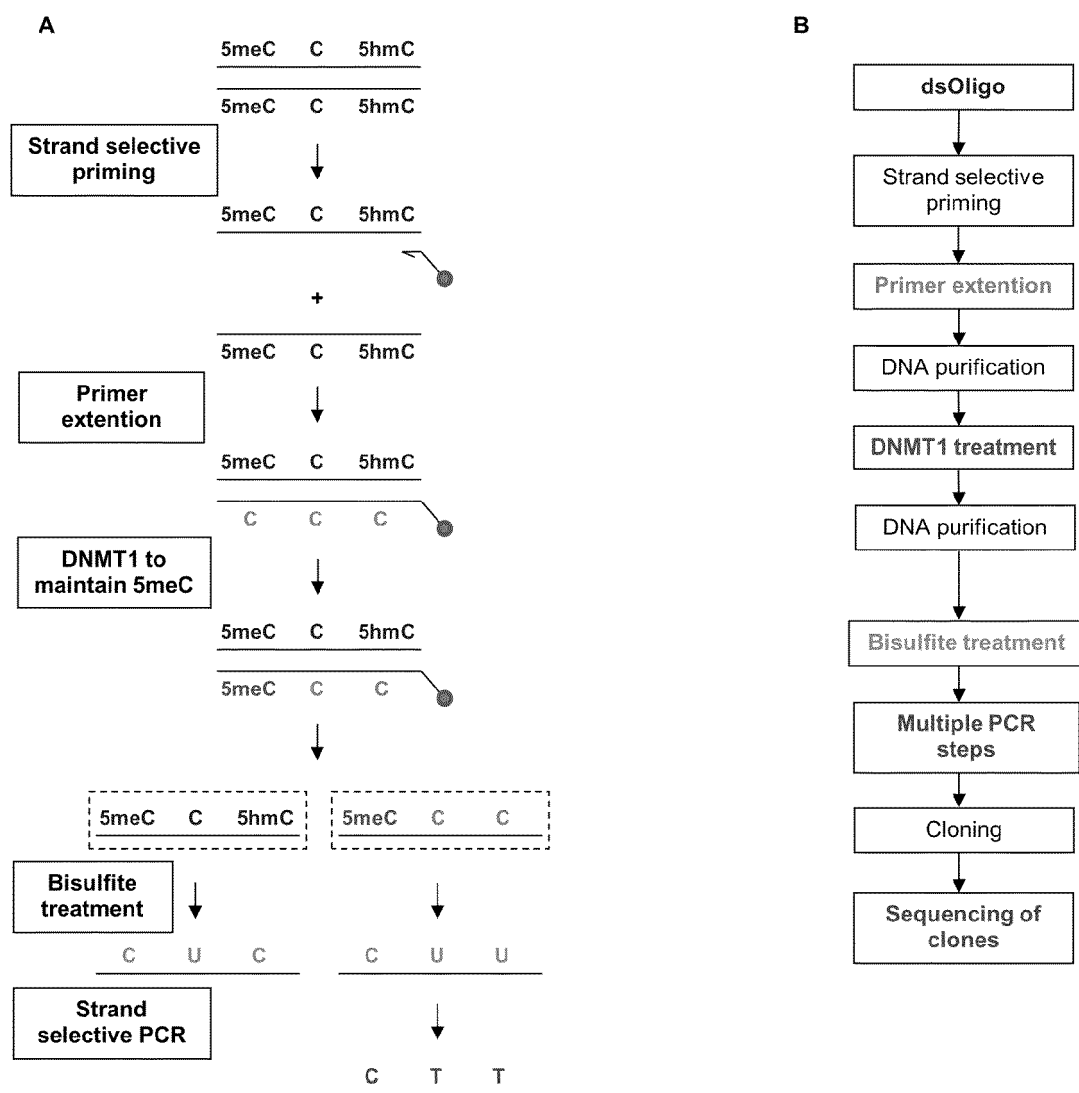 A
5meC C 5hmC
5meC C 5hmC
Strand selective
priming
5meC C 5hmC
+
5meC C 5hmC
Primer
extention
5meC C 5hmC
C C C
DNMT1 to
maintain 5meC
5meC C 5hmC
5meC C C
5meC C 5hmC
5meC C C
Bisulfite
treatment
C U C
C U U
Strand
selective PCR
C T T
B
dsOligo
Strand selective
priming
Primer extention
DNA purification
DNMT1 treatment
DNA purification
Bisulfite treatment
Multiple PCR
steps
Cloning
Sequencing of
clones